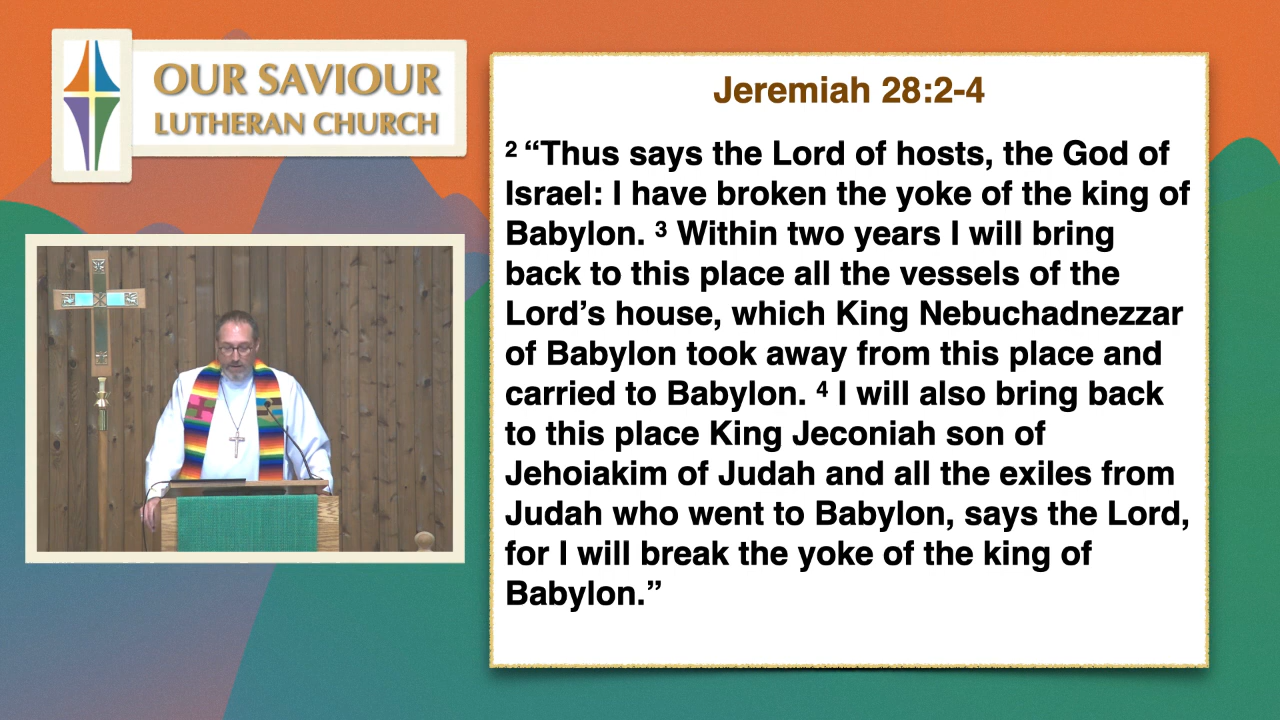 OUR SAVIOUR
LUTHERAN CHURCH
Jeremiah 28:2-4
2 “Thus says the Lord of hosts, the God of
Israel: I have broken the yoke of the king of
Babylon. 3 Within two years I will bring
back to this place all the vessels of the
Lord’s house, which King Nebuchadnezzar
of Babylon took away from this place and
carried to Babylon. 4 I will also bring back
to this place King Jeconiah son of
Jehoiakim of Judah and all the exiles from
Judah who went to Babylon, says the Lord,
for I will break the yoke of the king of
Babylon.”